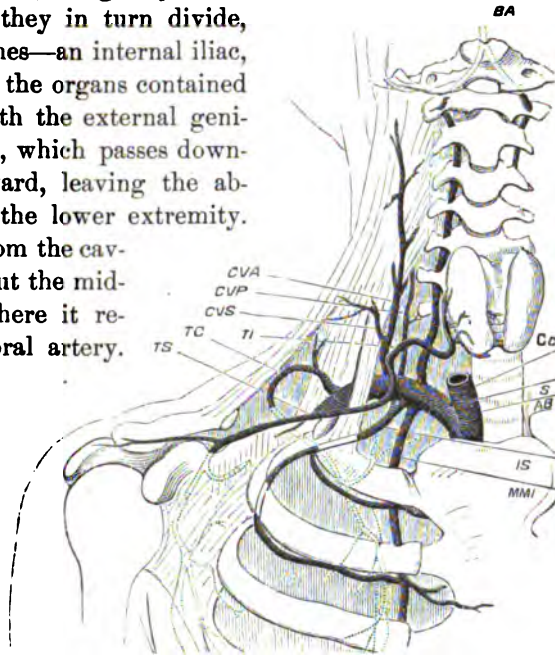 they in turn divide,
nes—an internal iliac,
the organs contained
th the external geni-
, which passes down-
ard, leaving the ab-
the lower extremity.
om the cav-
ut the mid-
here it re-
oral artery.
BA
CVA
CVP
CVS
TC TI
TS
S
AB
IS
MMI